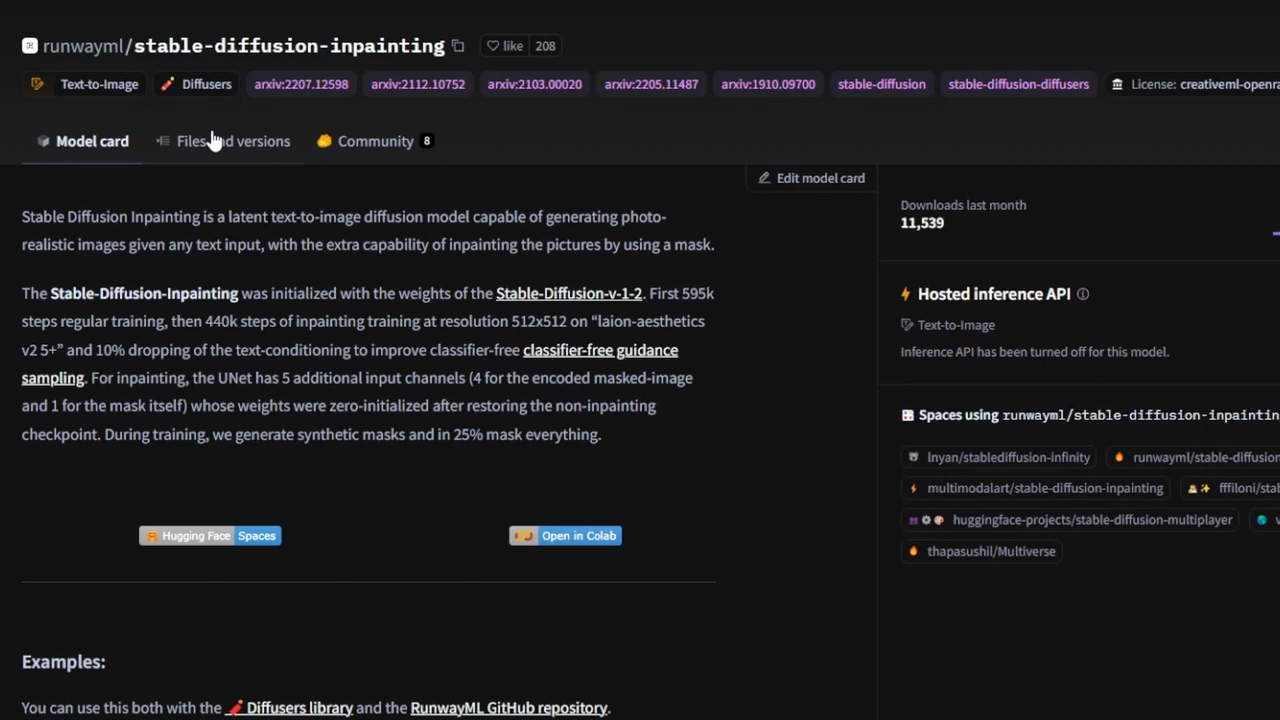 runwayml/stable-diffusion-inpainting like 208
Text-to-Image Diffusers arxiv:2207.12598 arxiv:2112.10752 arxiv:2103.00020 arxiv:2205.11487 arxiv:1910.09700 stable-diffusion stable-diffusion-diffusers License: creativeml-openra
Model card Files and versions Community 8
Edit model card
Stable Diffusion Inpainting is a latent text-to-image diffusion model capable of generating photo-
realistic images given any text input, with the extra capability of inpainting the pictures by using a mask.
The Stable-Diffusion-Inpainting was initialized with the weights of the Stable-Diffusion-v-1-2. First 595k
steps regular training, then 440k steps of inpainting training at resolution 512x512 on “laion-aesthetics
v2 5+” and 10% dropping of the text-conditioning to improve classifier-free classifier-free guidance
sampling. For inpainting, the UNet has 5 additional input channels (4 for the encoded masked-image
and 1 for the mask itself) whose weights were zero-initialized after restoring the non-inpainting
checkpoint. During training, we generate synthetic masks and in 25% mask everything.
Hugging Face Spaces Open in Colab
Examples:
You can use this both with the Diffusers library and the RunwayML GitHub repository.
Downloads last month
11,539
Hosted inference API
Text-to-Image
Inference API has been turned off for this model.
Spaces using runwayml/stable-diffusion-inpaintin
lnyan/stablediffusion-infinity runwayml/stable-diffusion
multimodalart/stable-diffusion-inpainting fffiloni/stab
huggingface-projects/stable-diffusion-multiplayer
thapasushil/Multiverse